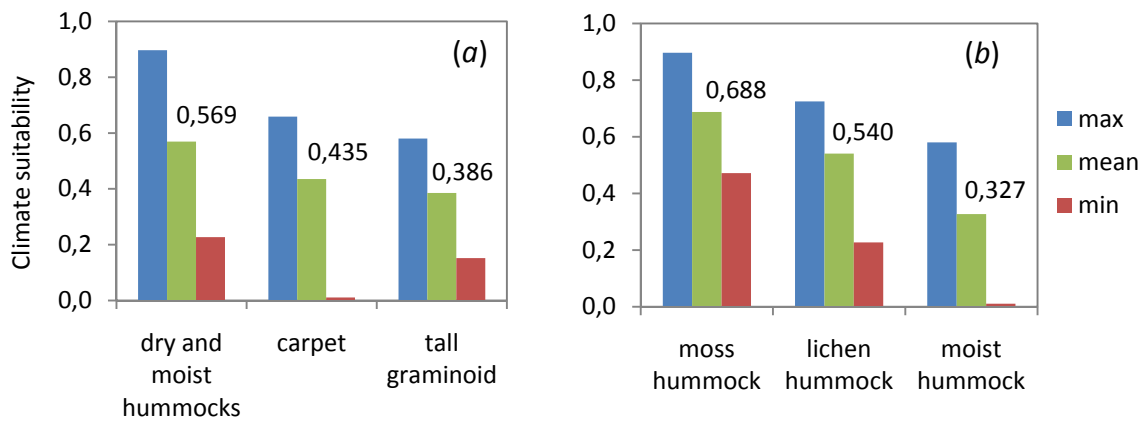 Climate suitability
1,0
0,8
0,6
0,4
0,2
0,0
(a)
0,569
0,435
0,386
dry and
moist
hummocks
carpet
tall
graminoid
1,0
0,8
0,6
0,4
0,2
0,0
(b)
0,688
0,540
0,327
moss
hummock
lichen
hummock
moist
hummock
max
mean
min